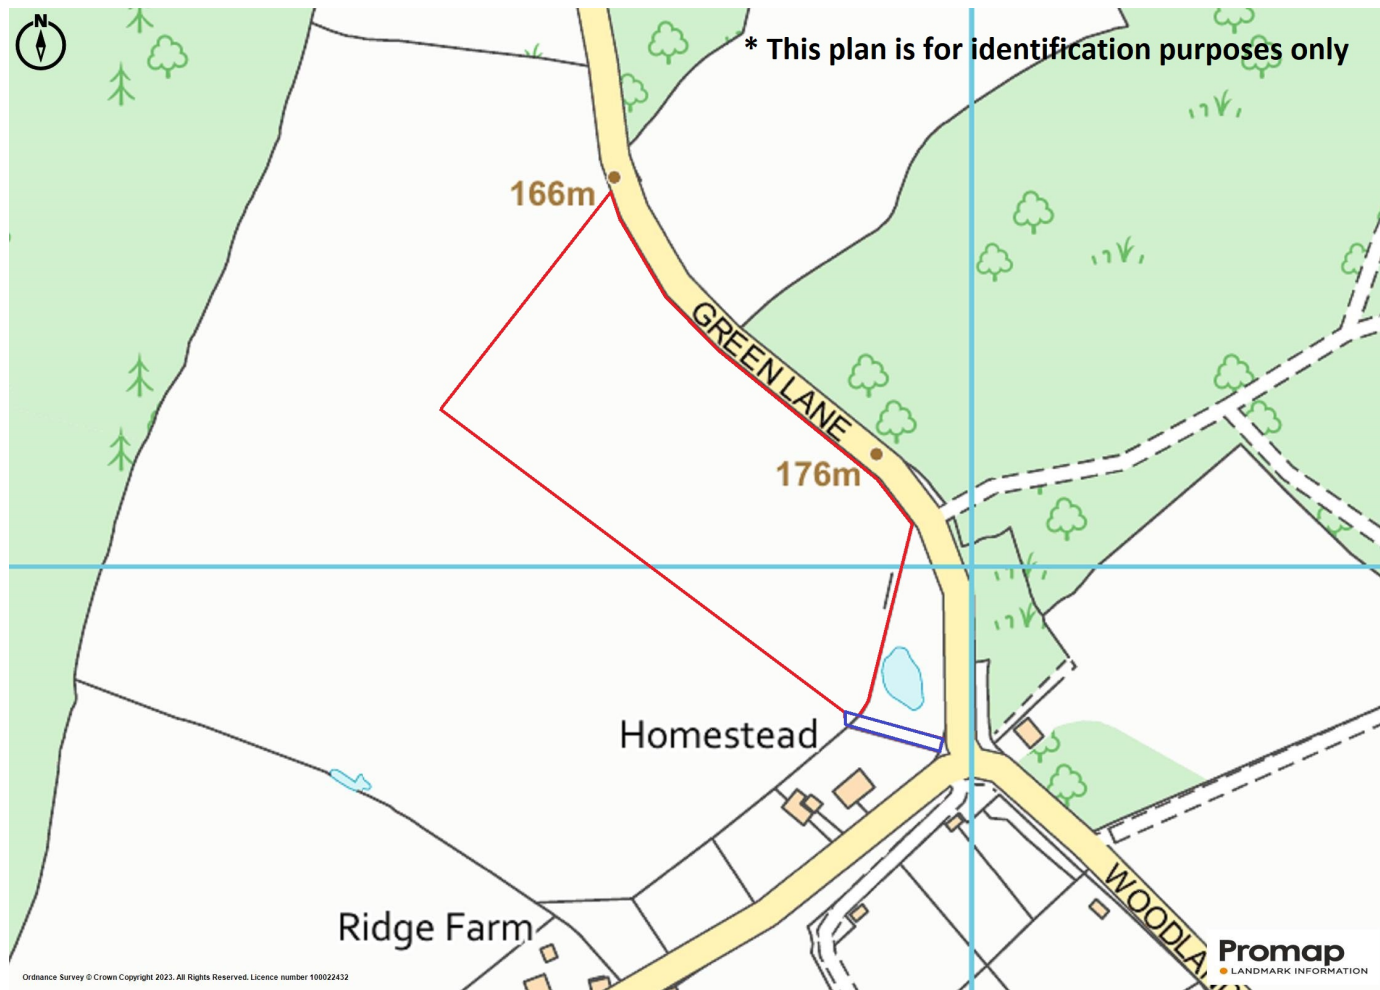 N
* This plan is for identification purposes only
166m
GREEN LANE
176m
Homestead
Ridge Farm
WOODLA
Promap
LANDMARK INFORMATION
Ordnance Survey © Crown Copyright 2023. All Rights Reserved. Licence number 100022432